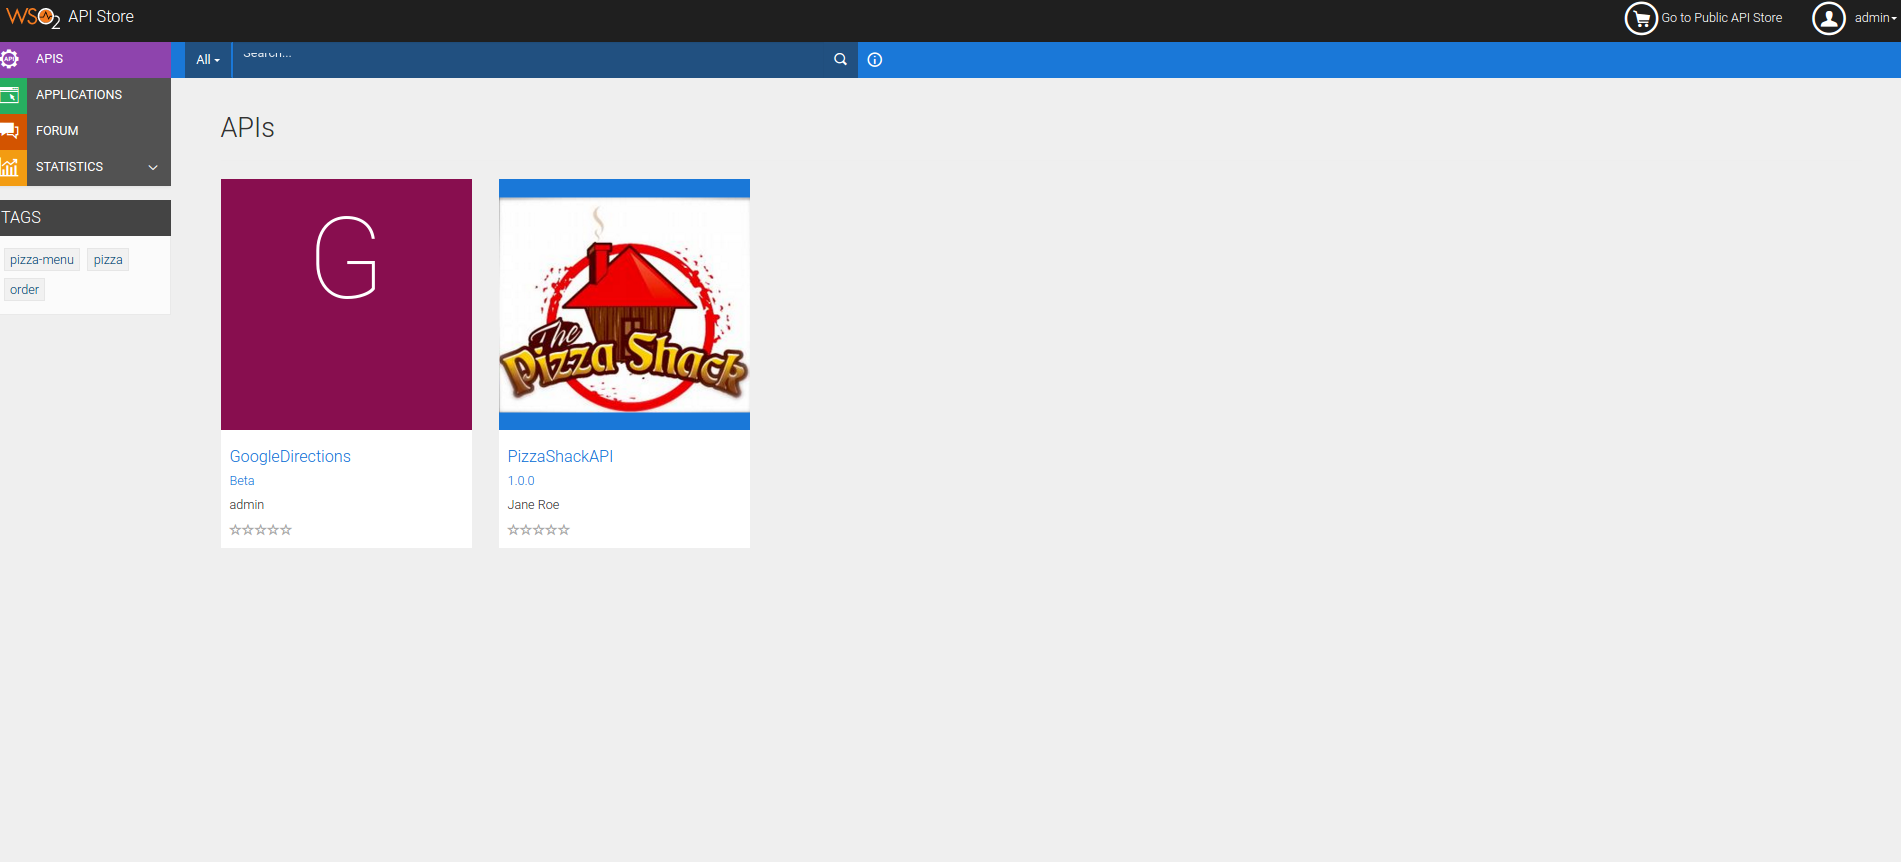 WSO2 API Store
Go to Public API Store
admin
API
APIS
All
Search...
APPLICATIONS
FORUM
STATISTICS
TAGS
pizza-menu pizza
order
APIs
G
GoogleDirections
Beta
admin
The
Pizza Shack
PizzaShackAPI
1.0.0
Jane Roe